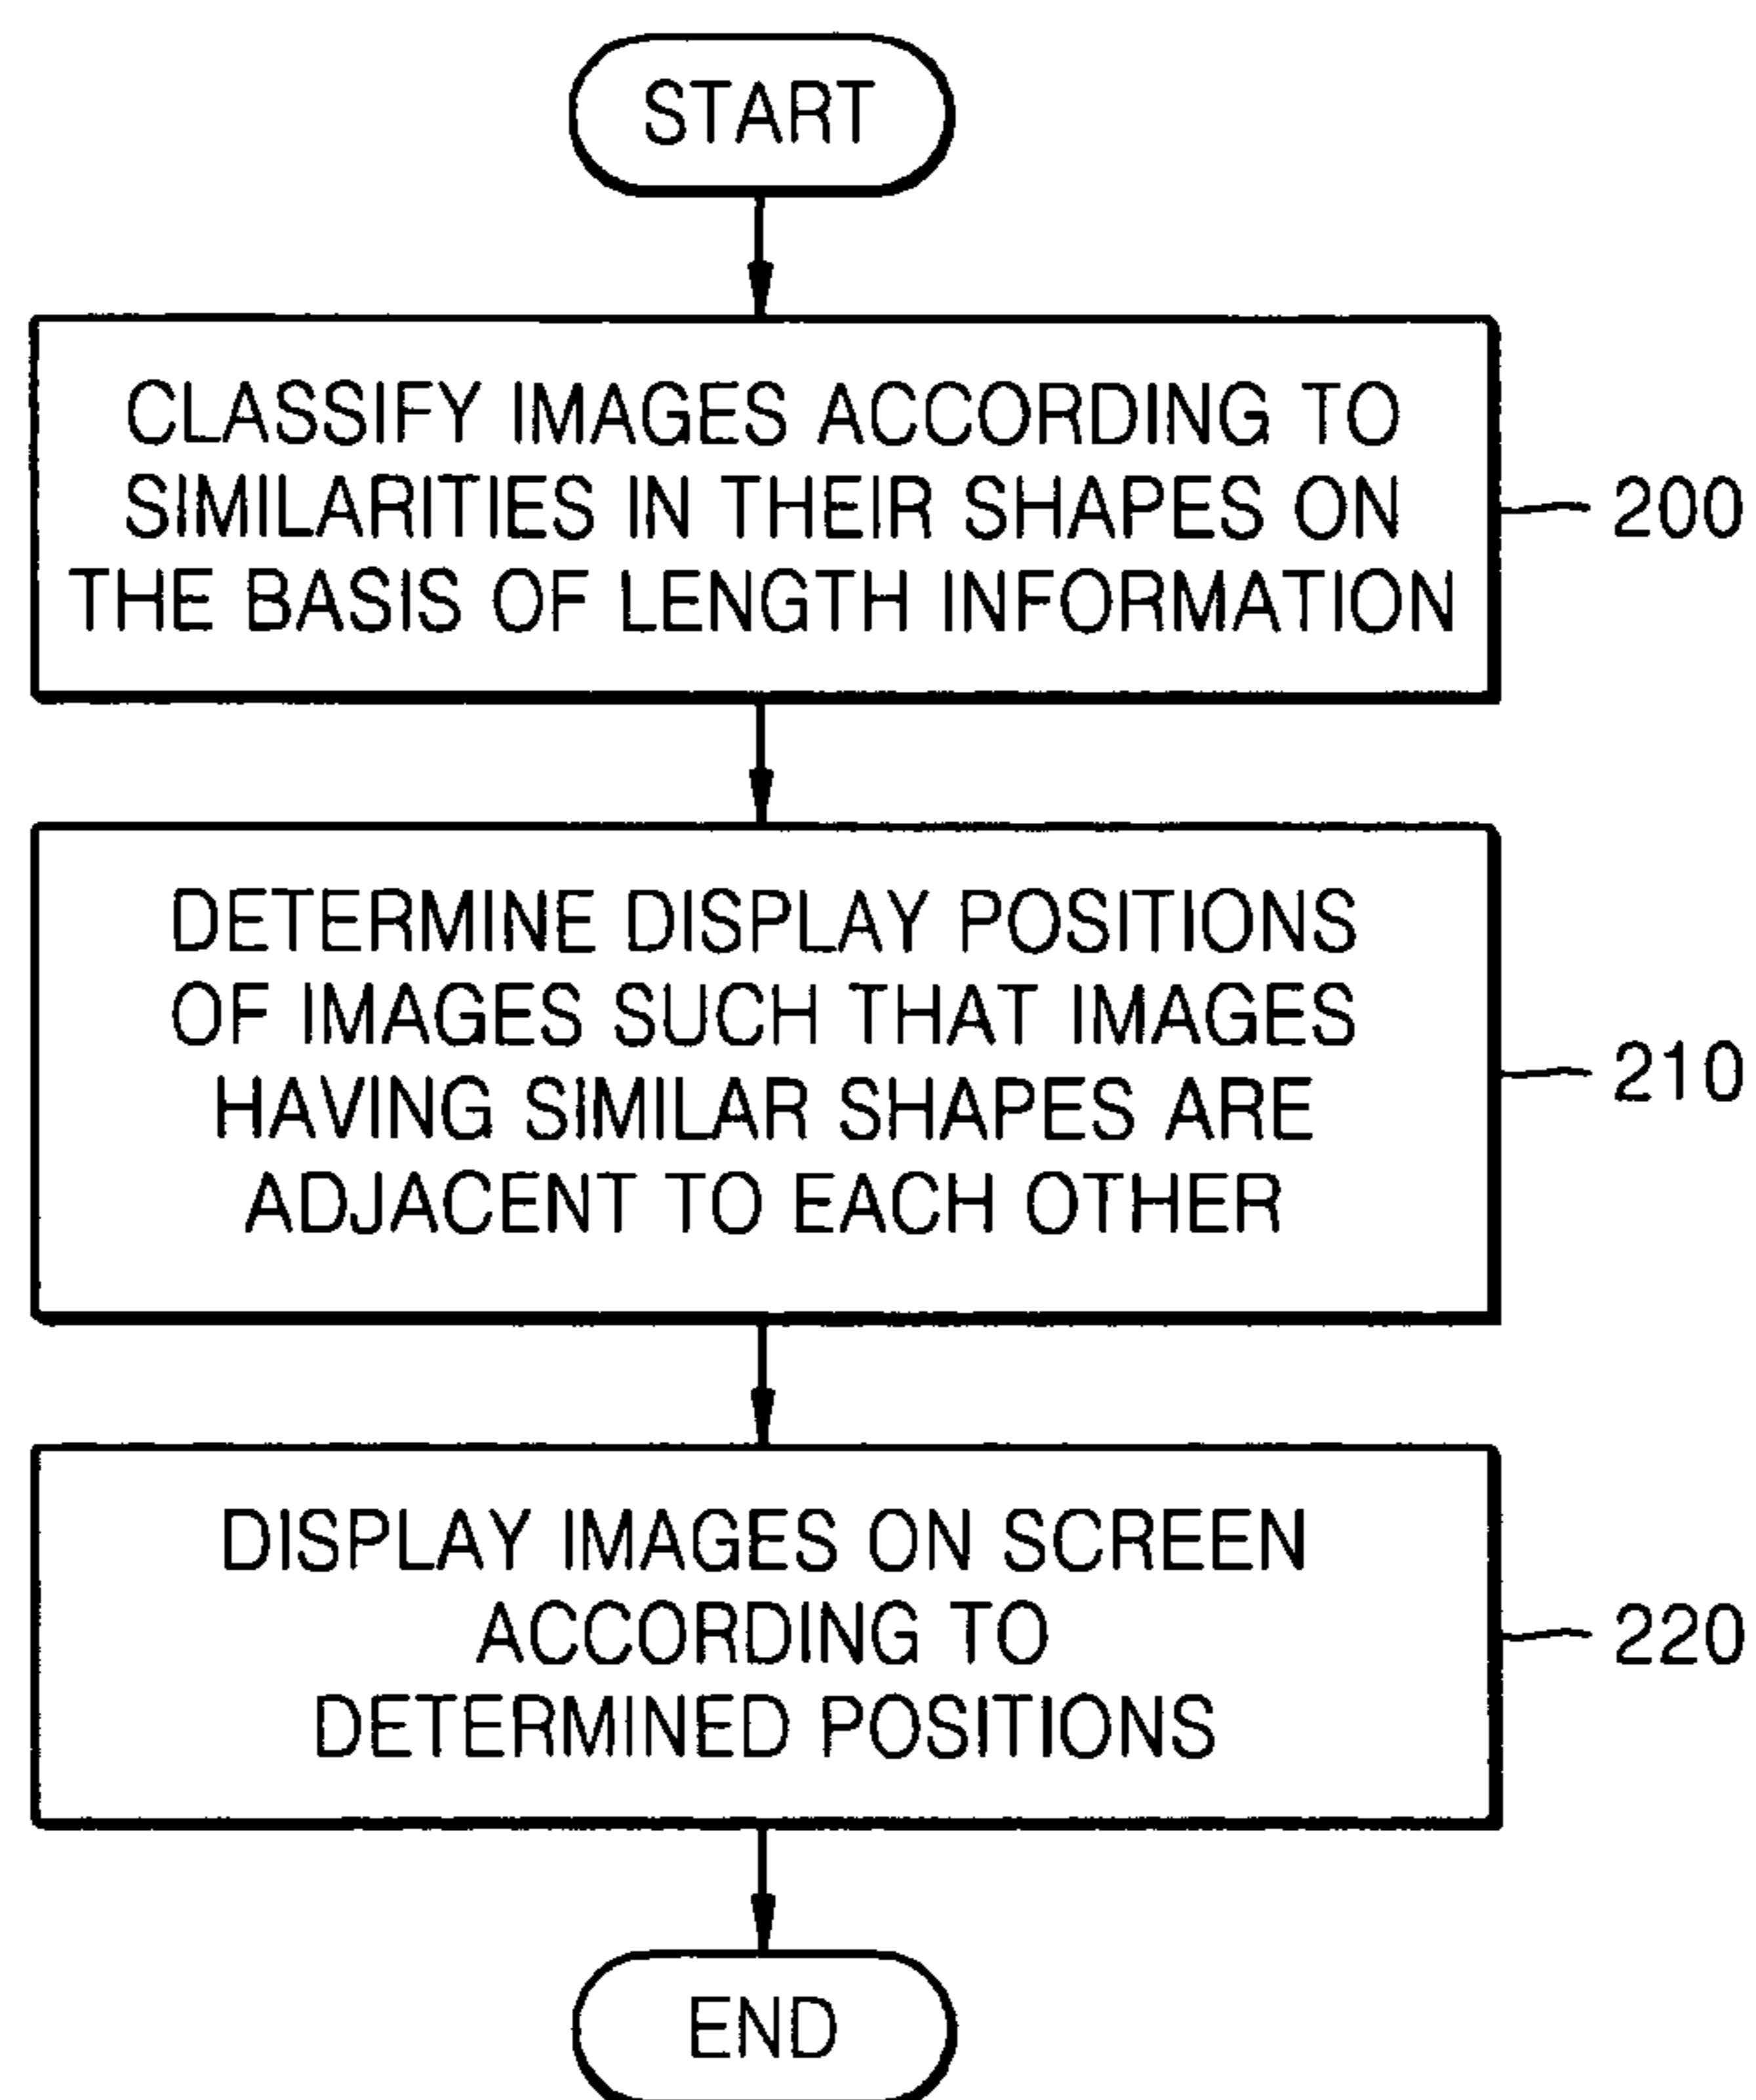 START
CLASSIFY IMAGES ACCORDING TO
SIMILARITIES IN THEIR SHAPES ON
THE BASIS OF LENGTH INFORMATION
200
DETERMINE DISPLAY POSITIONS
OF IMAGES SUCH THAT IMAGES
HAVING SIMILAR SHAPES ARE
ADJACENT TO EACH OTHER
210
DISPLAY IMAGES ON SCREEN
ACCORDING TO
DETERMINED POSITIONS
220
END